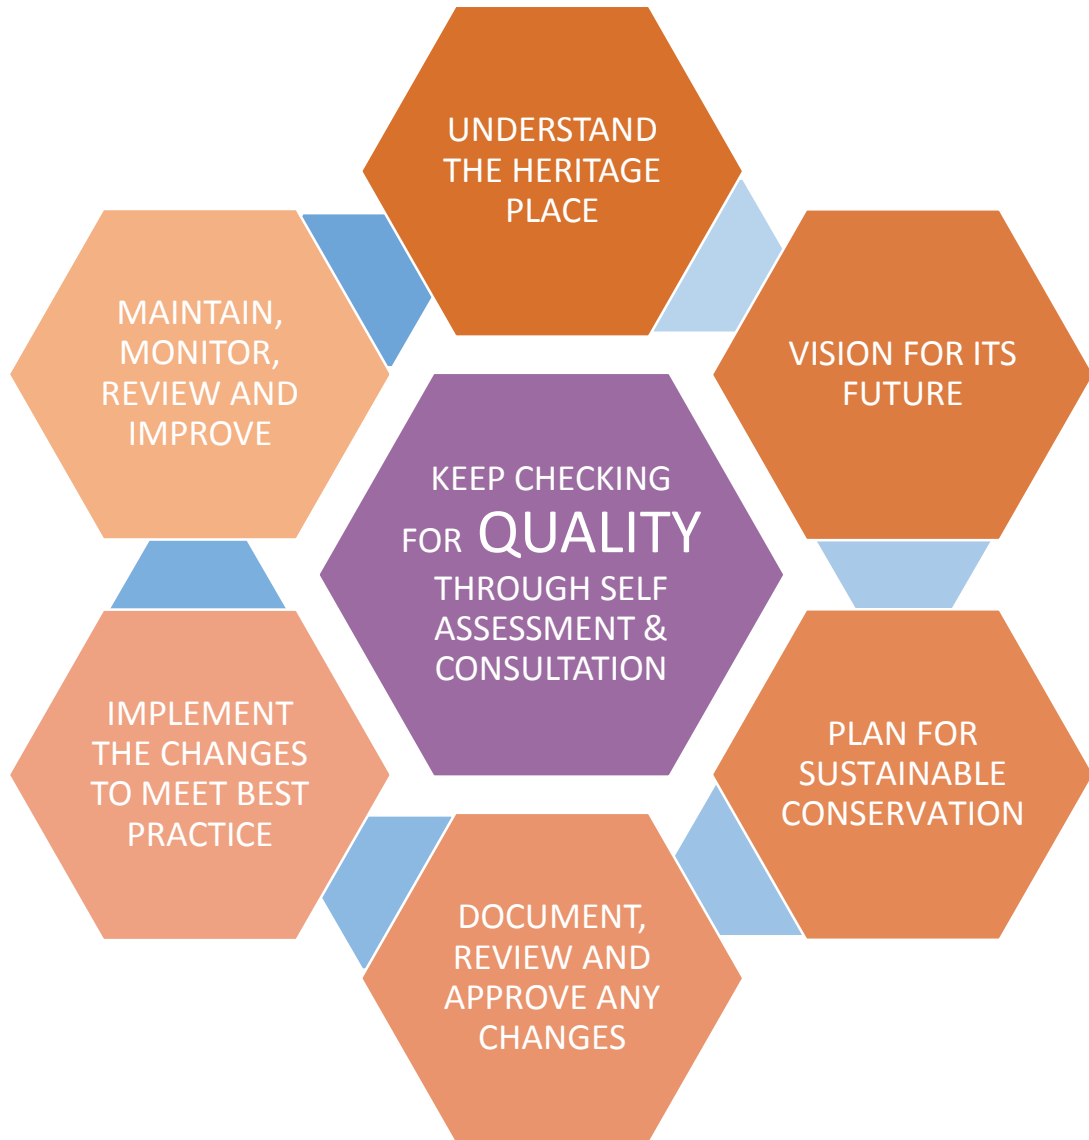 UNDERSTAND
THE HERITAGE
PLACE
VISION FOR ITS
FUTURE
PLAN FOR
SUSTAINABLE
CONSERVATION
DOCUMENT,
REVIEW AND
APPROVE ANY
CHANGES
IMPLEMENT
THE CHANGES
TO MEET BEST
PRACTICE
MAINTAIN,
MONITOR,
REVIEW AND
IMPROVE
KEEP CHECKING
FOR QUALITY
THROUGH SELF
ASSESSMENT &
CONSULTATION